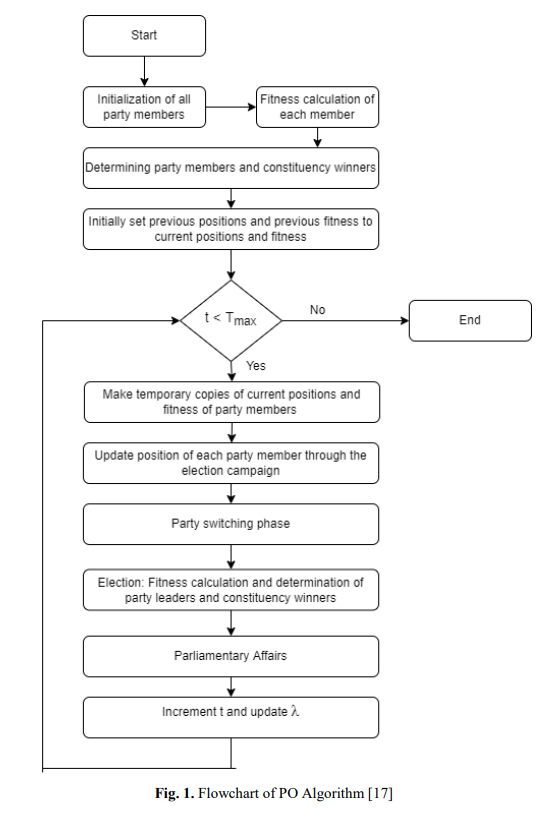 Start
Initialization of all
party members
Fitness calculation of
each member
Determining party members and constituency winners
Initially set previous positions and previous fitness to
current positions and fitness
t < Tmax
No
End
Yes
Make temporary copies of current positions and
fitness of party members
Update position of each party member through the
election campaign
Party switching phase
Election: Fitness calculation and determination of
party leaders and constituency winners
Parliamentary Affairs
Increment t and update λ
Fig. 1. Flowchart of PO Algorithm [17]